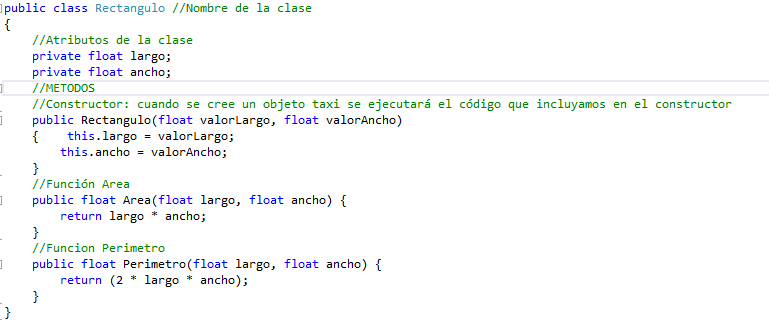 public class Rectangulo //Nombre de la clase
{
//Atributos de la clase
private float largo;
private float ancho;
//METODOS
//Constructor: cuando se cree un objeto taxi se ejecutará el código que incluyamos en el constructor
public Rectangulo(float valorLargo, float valorAncho)
{    this.largo = valorLargo;
this.ancho = valorAncho;
}
//Función Area
public float Area(float largo, float ancho) {
return largo * ancho;
}
//Funcion Perimetro
public float Perimetro(float largo, float ancho) {
return (2 * largo * ancho);
}
}